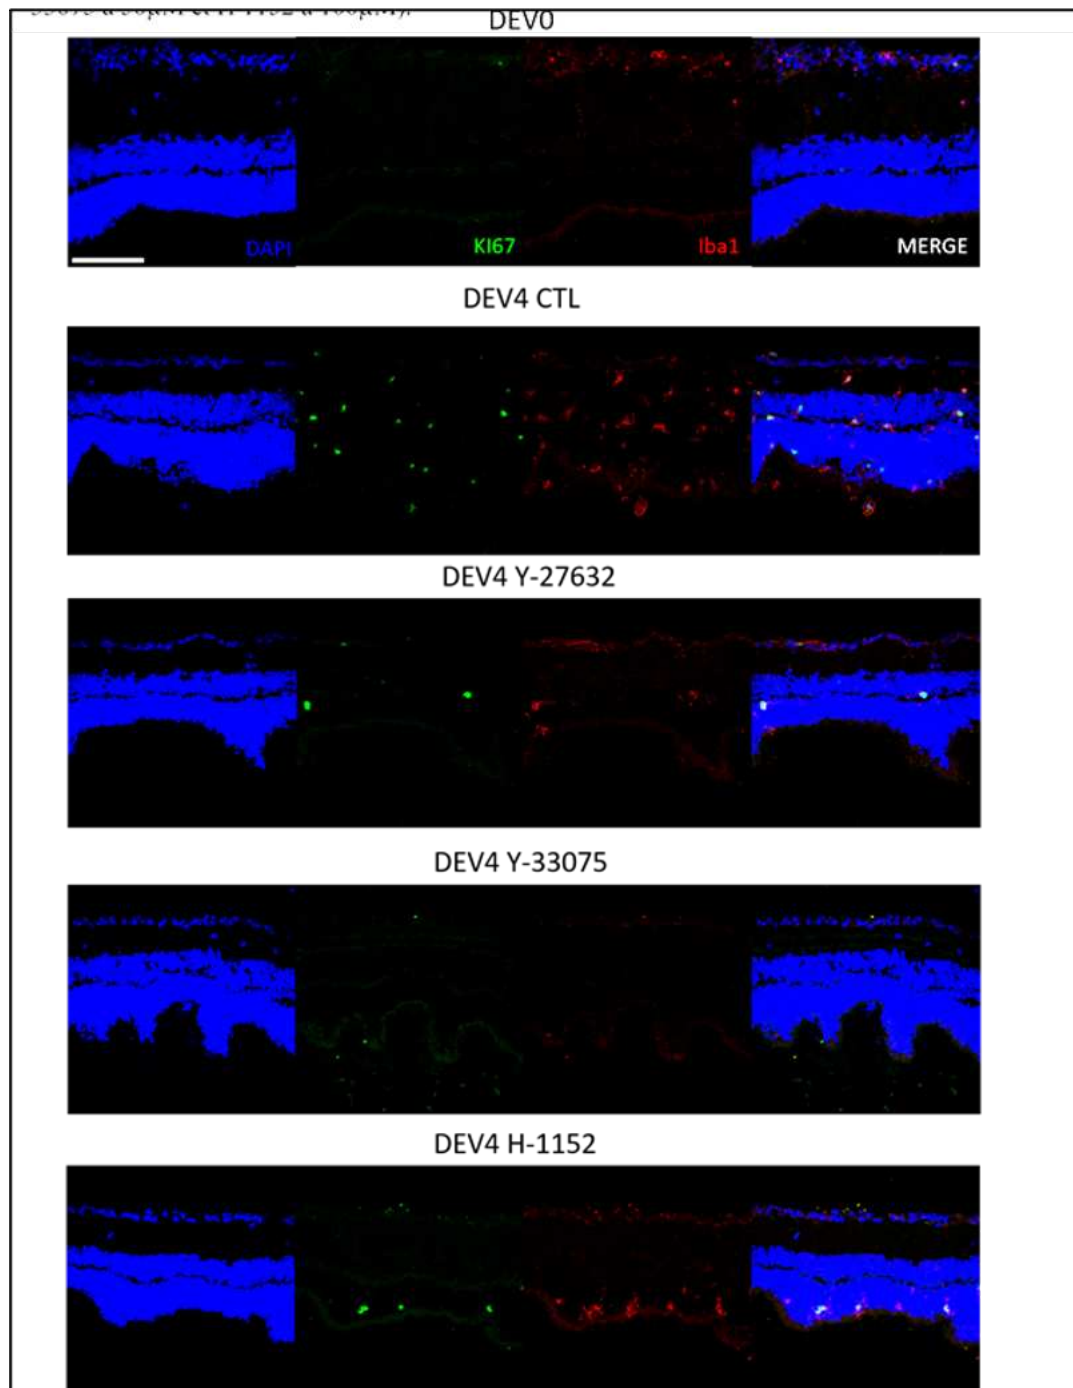 DEV0
DAPI KI67 Iba1 MERGE
DEV4 CTL
DEV4 Y-27632
DEV4 Y-33075
DEV4 H-1152